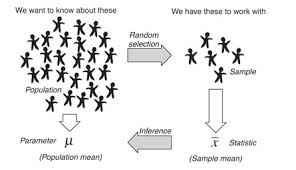 We want to know about these
We have these to work with
Random
selection
Population
Sample
Inference
Parameter μ
x̄ Statistic
(Population mean)
(Sample mean)